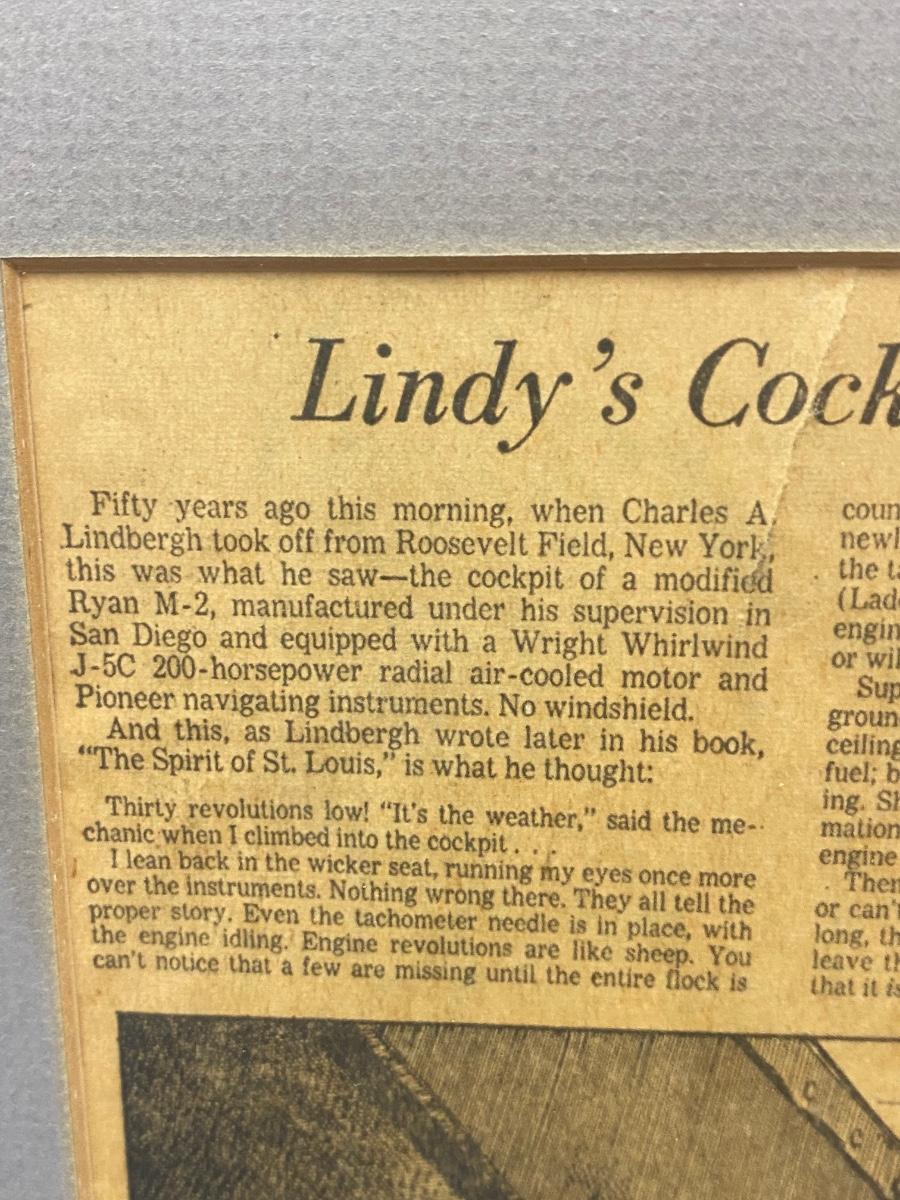 Lindy's Cock
Fifty years ago this morning, when Charles A.
Lindbergh took off from Roosevelt Field, New York,
this was what he saw—the cockpit of a modified
Ryan M-2, manufactured under his supervision in
San Diego and equipped with a Wright Whirlwind
J-5C 200-horsepower radial air-cooled motor and
Pioneer navigating instruments. No windshield.
And this, as Lindbergh wrote later in his book,
“The Spirit of St. Louis,” is what he thought:
Thirty revolutions low! “It's the weather,” said the me-
chanic when I climbed into the cockpit . . .
I lean back in the wicker seat, running my eyes once more
over the instruments. Nothing wrong there. They all tell the
proper story. Even the tachometer needle is in place, with
the engine idling. Engine revolutions are like sheep. You
can't notice that a few are missing until the entire flock is
coun
newl
the ta
(Lade
engin
or wil
Sup
groun
ceiling
fuel; b
ing. Sh
mation
engine
Then
or can't
long, th
leave th
that it is
C
C